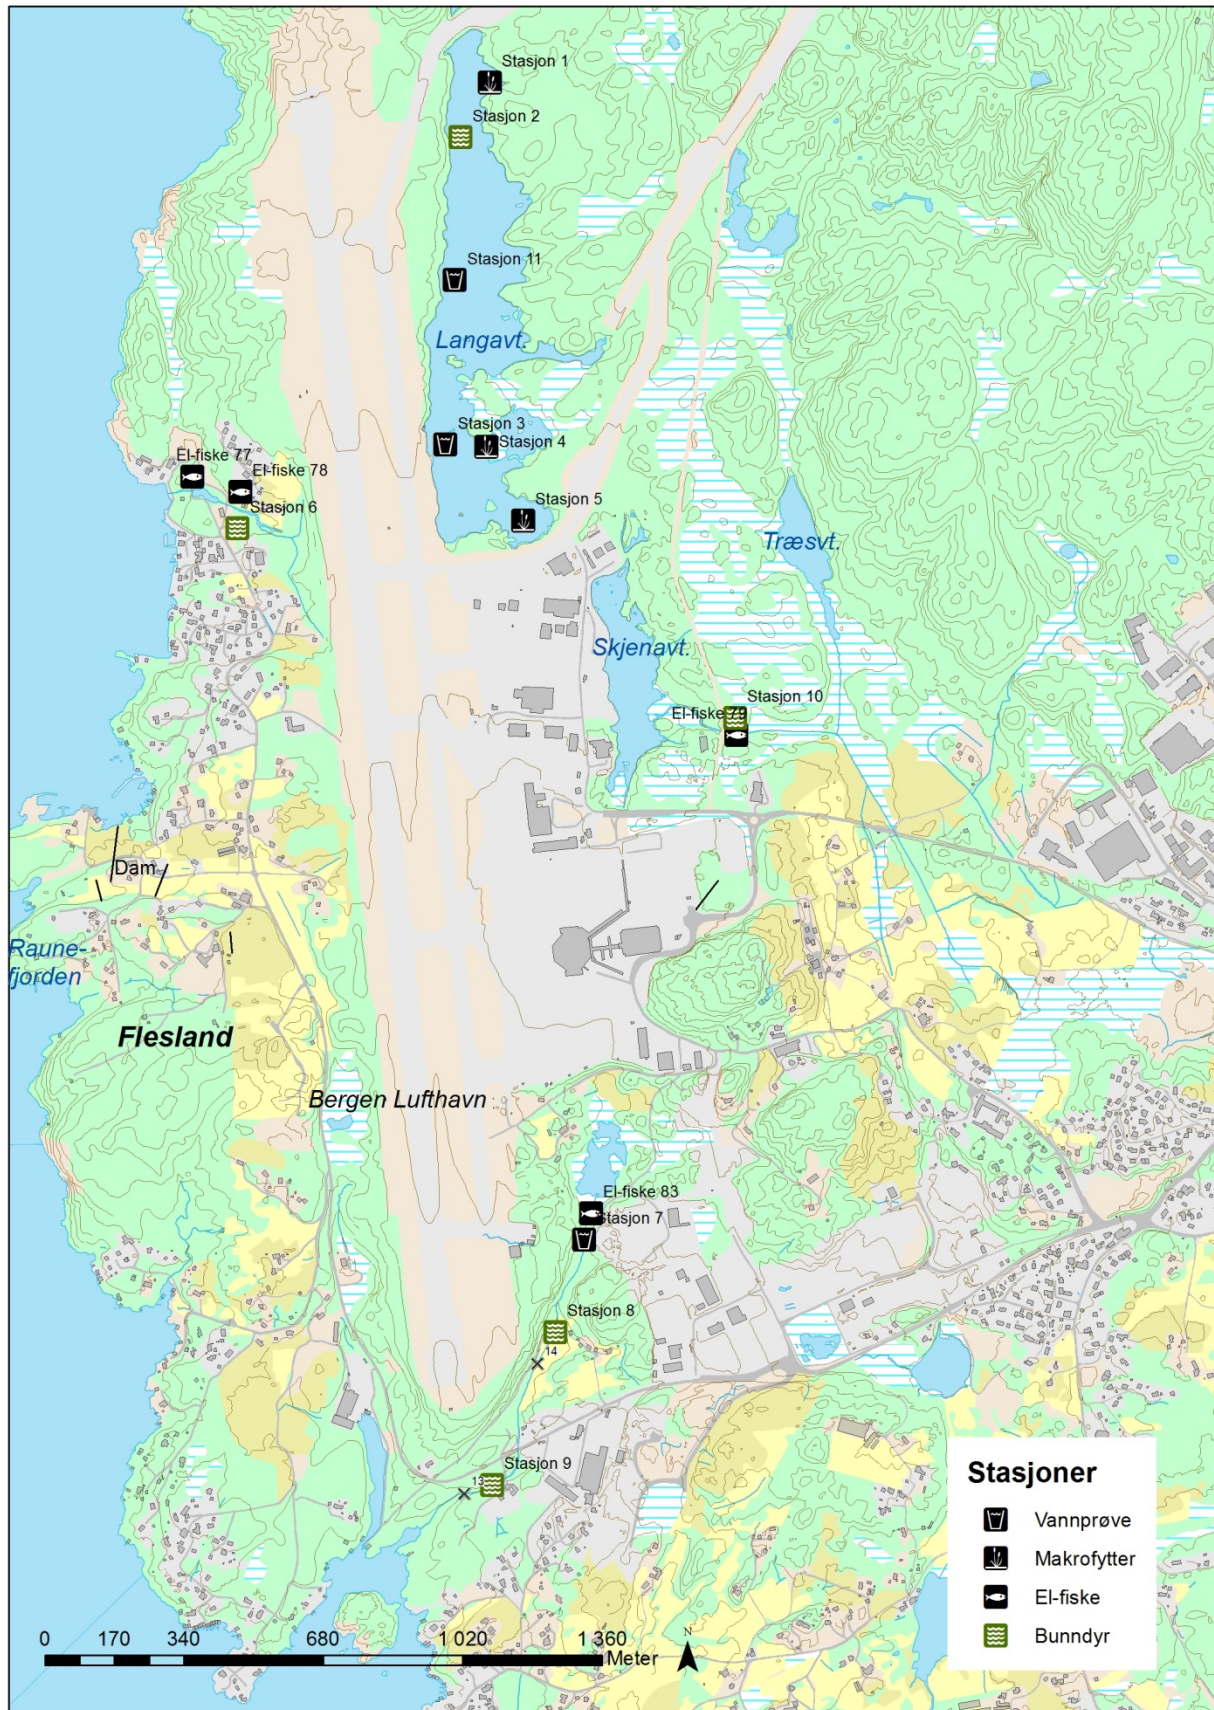 Stasjon 1
Stasjon 2
Stasjon 11
Langavt.
Stasjon 3
Stasjon 4
El-fiske 77
El-fiske 78
Stasjon 6
Stasjon 5
Træsvt.
Skjenavt.
Stasjon 10
El-fiske 79
Dam
Raune-
fjorden
Flesland
Bergen Lufthavn
El-fiske 83
Stasjon 7
Stasjon 8
14
Stasjon 9
13
Stasjoner
Vannprøve
Makrofytter
El-fiske
Bunndyr
0 170 340 680 1 020 1 360
Meter
N